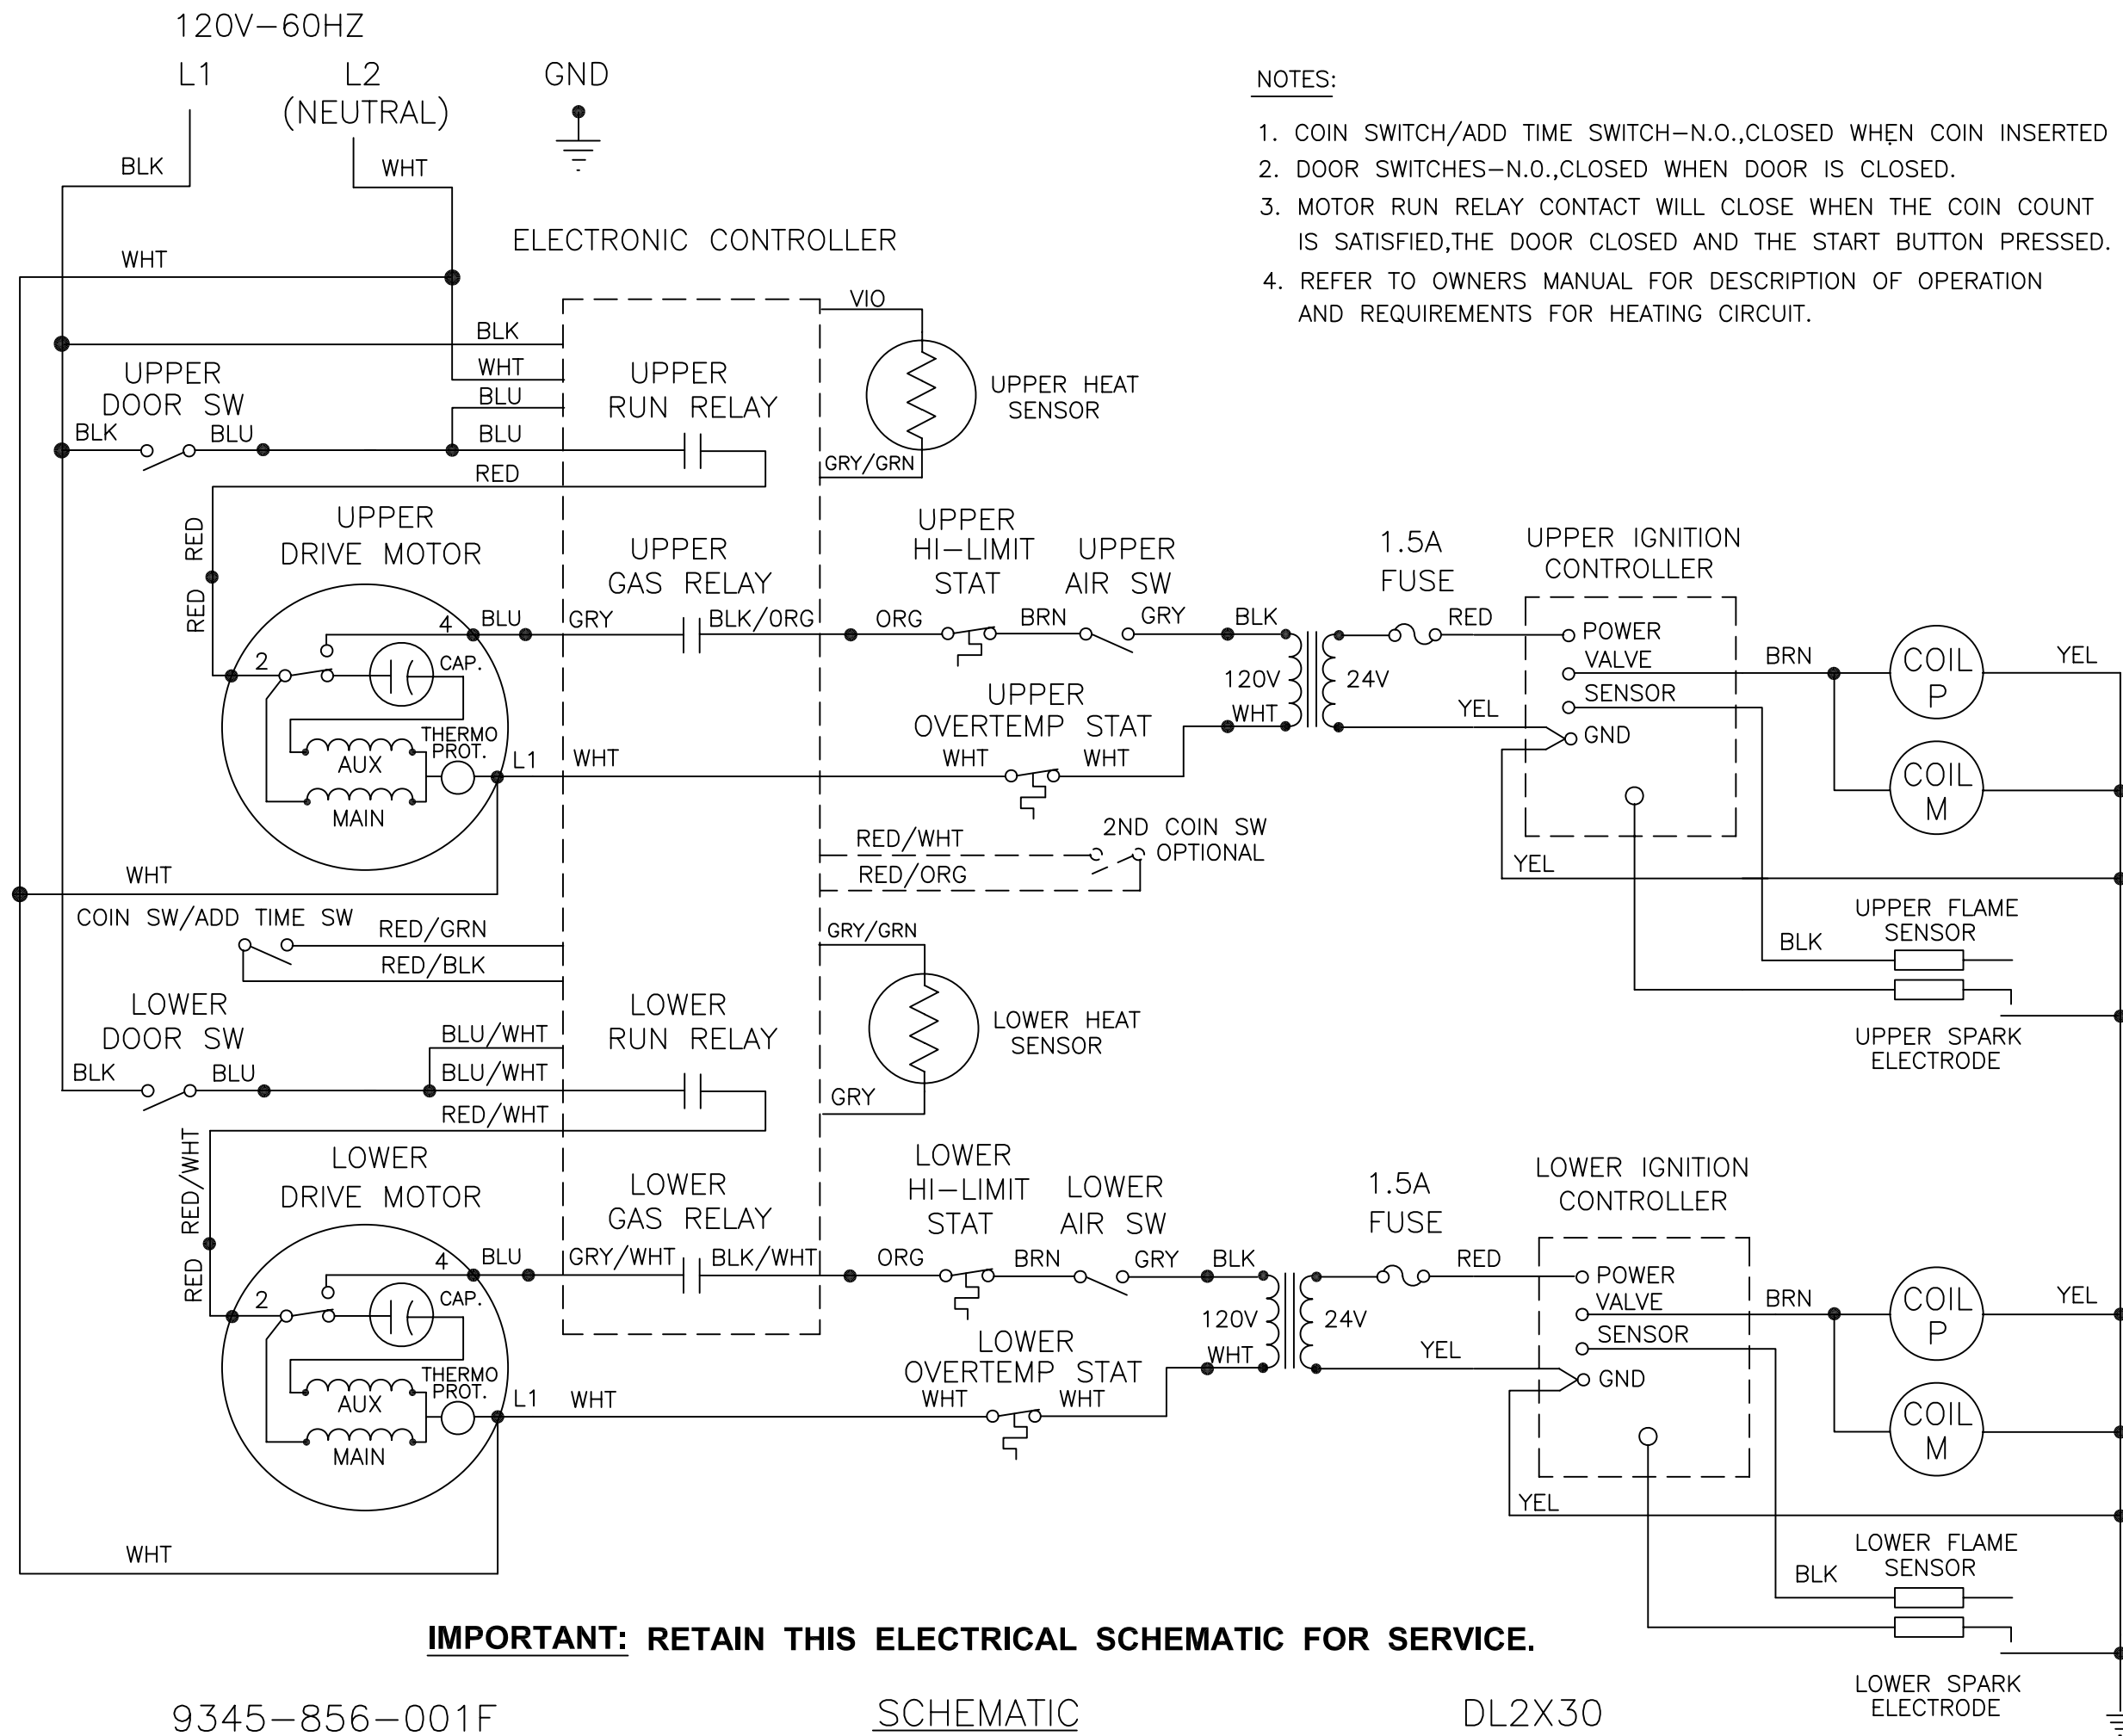 120V-60HZ
L1
L2
(NEUTRAL)
GND
BLK
WHT
WHT
NOTES:
1. COIN SWITCH/ADD TIME SWITCH-N.O.,CLOSED WHEN COIN INSERTED
2. DOOR SWITCHES-N.O.,CLOSED WHEN DOOR IS CLOSED.
3. MOTOR RUN RELAY CONTACT WILL CLOSE WHEN THE COIN COUNT
IS SATISFIED,THE DOOR CLOSED AND THE START BUTTON PRESSED.
4. REFER TO OWNERS MANUAL FOR DESCRIPTION OF OPERATION
AND REQUIREMENTS FOR HEATING CIRCUIT.
ELECTRONIC CONTROLLER
VIO
BLK
WHT
BLU
BLU
RED
UPPER
DOOR SW
BLK
BLU
UPPER
RUN RELAY
UPPER HEAT
SENSOR
GRY/GRN
RED
RED
UPPER
DRIVE MOTOR
4
2
CAP.
THERMO
PROT.
AUX
MAIN
L1
BLU
GRY
UPPER
GAS RELAY
BLK/ORG
ORG
UPPER
HI-LIMIT
STAT
BRN
UPPER
AIR SW
GRY
BLK
120V
24V
WHT
1.5A
FUSE
RED
YEL
UPPER IGNITION
CONTROLLER
POWER
VALVE
SENSOR
GND
BRN
COIL
P
YEL
COIL
M
WHT
UPPER
OVERTEMP STAT
WHT
WHT
RED/WHT
2ND COIN SW
OPTIONAL
RED/ORG
YEL
WHT
UPPER FLAME
SENSOR
BLK
UPPER SPARK
ELECTRODE
COIN SW/ADD TIME SW
RED/GRN
RED/BLK
GRY/GRN
LOWER
DOOR SW
BLK
BLU
BLU/WHT
BLU/WHT
RED/WHT
LOWER
RUN RELAY
LOWER HEAT
SENSOR
GRY
RED/WHT
RED
LOWER
DRIVE MOTOR
4
2
CAP.
THERMO
PROT.
AUX
MAIN
L1
BLU
GRY/WHT
LOWER
GAS RELAY
BLK/WHT
ORG
LOWER
HI-LIMIT
STAT
BRN
LOWER
AIR SW
GRY
BLK
120V
24V
WHT
1.5A
FUSE
RED
YEL
LOWER IGNITION
CONTROLLER
POWER
VALVE
SENSOR
GND
BRN
COIL
P
YEL
COIL
M
WHT
LOWER
OVERTEMP STAT
WHT
WHT
YEL
WHT
LOWER FLAME
SENSOR
BLK
LOWER SPARK
ELECTRODE
IMPORTANT: RETAIN THIS ELECTRICAL SCHEMATIC FOR SERVICE.
9345-856-001F
SCHEMATIC
DL2X30